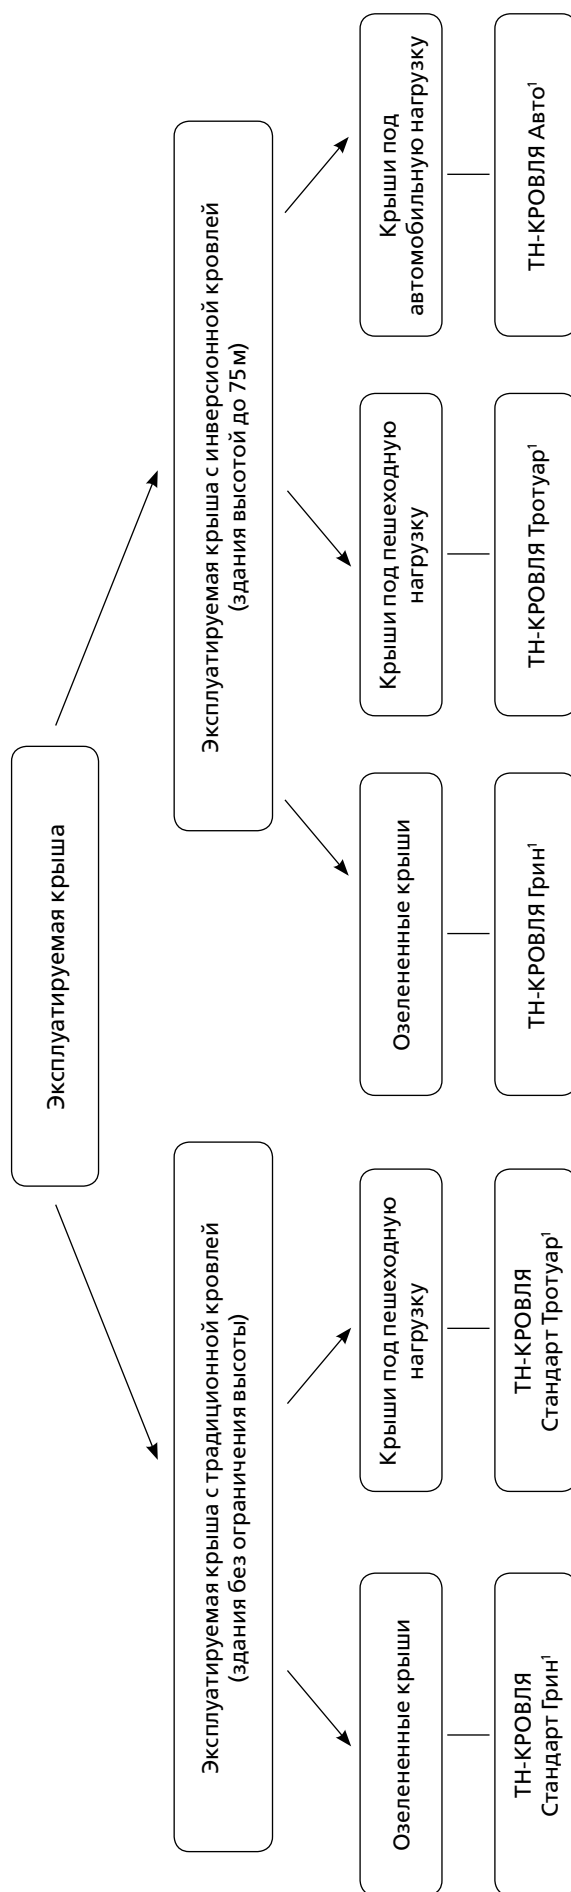 Эксплуатируемая крыша
Эксплуатируемая крыша с традиционной кровлей
(здания без ограничения высоты)
Эксплуатируемая крыша с инверсионной кровлей
(здания высотой до 75 м)
Озелененные крыши
Крыши под пешеходную
нагрузку
Озелененные крыши
Крыши под пешеходную
нагрузку
Крыши под
автомобильную нагрузку
ТН-КРОВЛЯ
Стандарт Грин¹
ТН-КРОВЛЯ
Стандарт Тротуар¹
ТН-КРОВЛЯ Грин¹
ТН-КРОВЛЯ Тротуар¹
ТН-КРОВЛЯ Авто¹